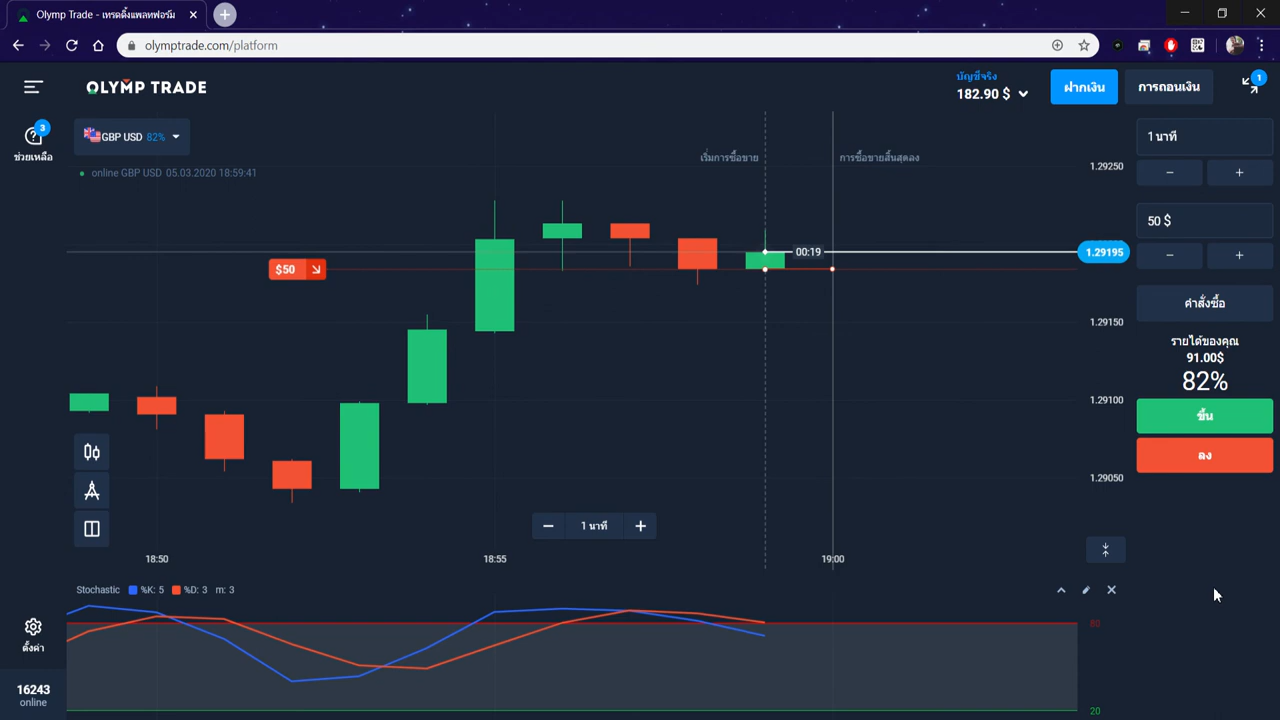 Olymp Trade - เทรดดิ้งแพลทฟอร์ม
olymptrade.com/platform
OLYMP TRADE
บัญชีจริง
182.90 $
ฝากเงิน
การถอนเงิน
1
3
ช่วยเหลือ
GBP USD 82%
online GBP USD 05.03.2020 18:59:41
เริ่มการซื้อขาย
การซื้อขายสิ้นสุดลง
1.29250
1 นาที
− +
50 $
− +
00:19
1.29195
$50
คำสั่งซื้อ
1.29150
รายได้ของคุณ
91.00$
82%
1.29100
ขึ้น
ลง
1.29050
− 1 นาที +
18:50
18:55
19:00
Stochastic %K: 5 %D: 3 m: 3
80
20
ตั้งค่า
16243
online